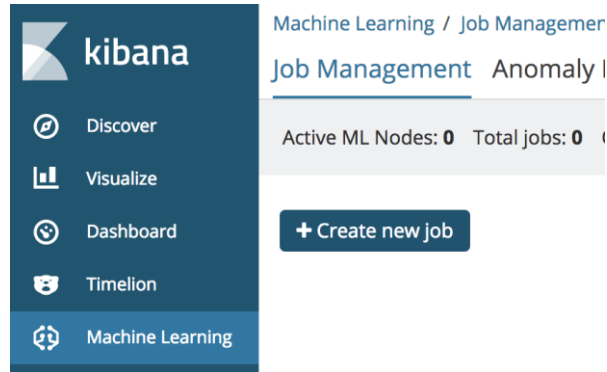 kibana
Discover
Visualize
Dashboard
Timelion
Machine Learning
Machine Learning / Job
Job Management Anomaly
Active ML Nodes: 0 Total jobs: 0
+ Create new job